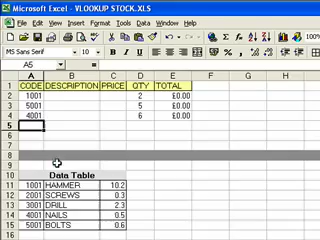 Microsoft Excel - VLOOKUP STOCK.XLS
File Edit View Insert Format Tools Data Window Help
MS Sans Serif 10 B I U
A5
A B C D E F
1 CODE DESCRIPTION PRICE QTY TOTAL
2 1001 2 £0.00
3 5001 5 £0.00
4 4001 6 £0.00
5
6
7
8
9
10 Data Table
11 1001 HAMMER 10.2
12 2001 SCREWS 0.3
13 3001 DRILL 2.3
14 4001 NAILS 0.5
15 5001 BOLTS 0.6
16